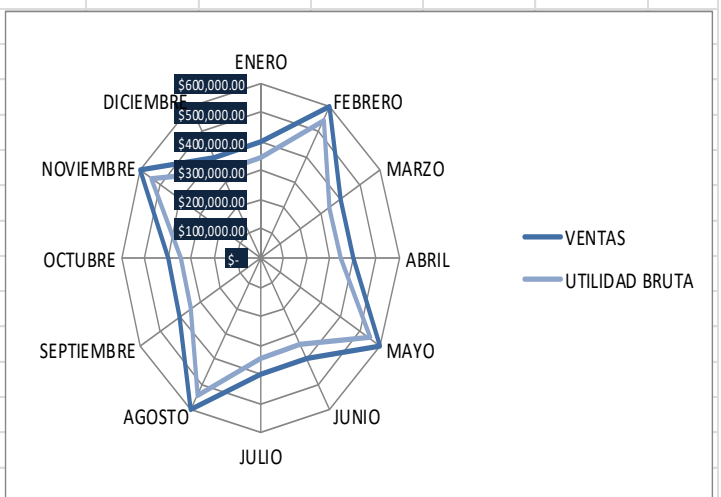 ENERO
$600,000.00
DICIEMBRE
FEBRERO
$500,000.00
$400,000.00
NOVIEMBRE
$300,000.00
MARZO
$200,000.00
$100,000.00
VENTAS
OCTUBRE
$-
ABRIL
UTILIDAD BRUTA
SEPTIEMBRE
MAYO
AGOSTO
JUNIO
JULIO